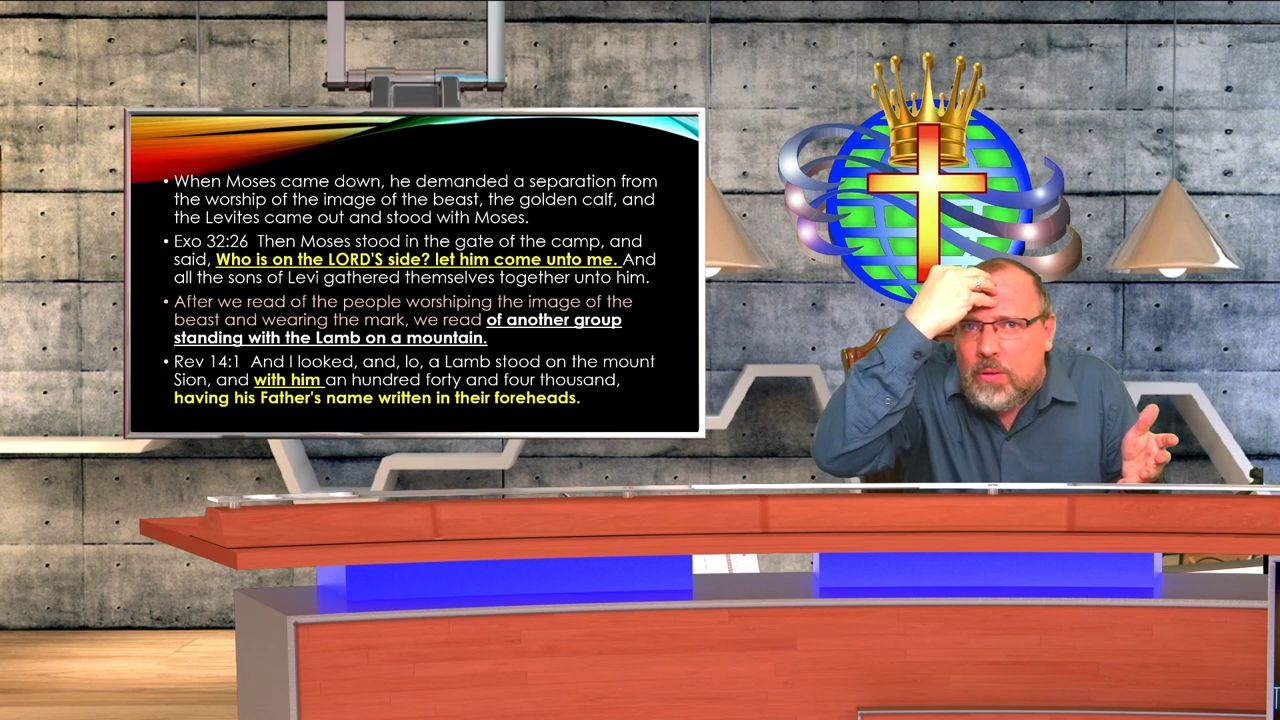 • When Moses came down, he demanded a separation from
the worship of the image of the beast, the golden calf, and
the Levites came out and stood with Moses.
• Exo 32:26 Then Moses stood in the gate of the camp, and
said, Who is on the LORD'S side? let him come unto me. And
all the sons of Levi gathered themselves together unto him.
• After we read of the people worshiping the image of the
beast and wearing the mark, we read of another group
standing with the Lamb on a mountain.
• Rev 14:1 And I looked, and, lo, a Lamb stood on the mount
Sion, and with him an hundred forty and four thousand,
having his Father's name written in their foreheads.